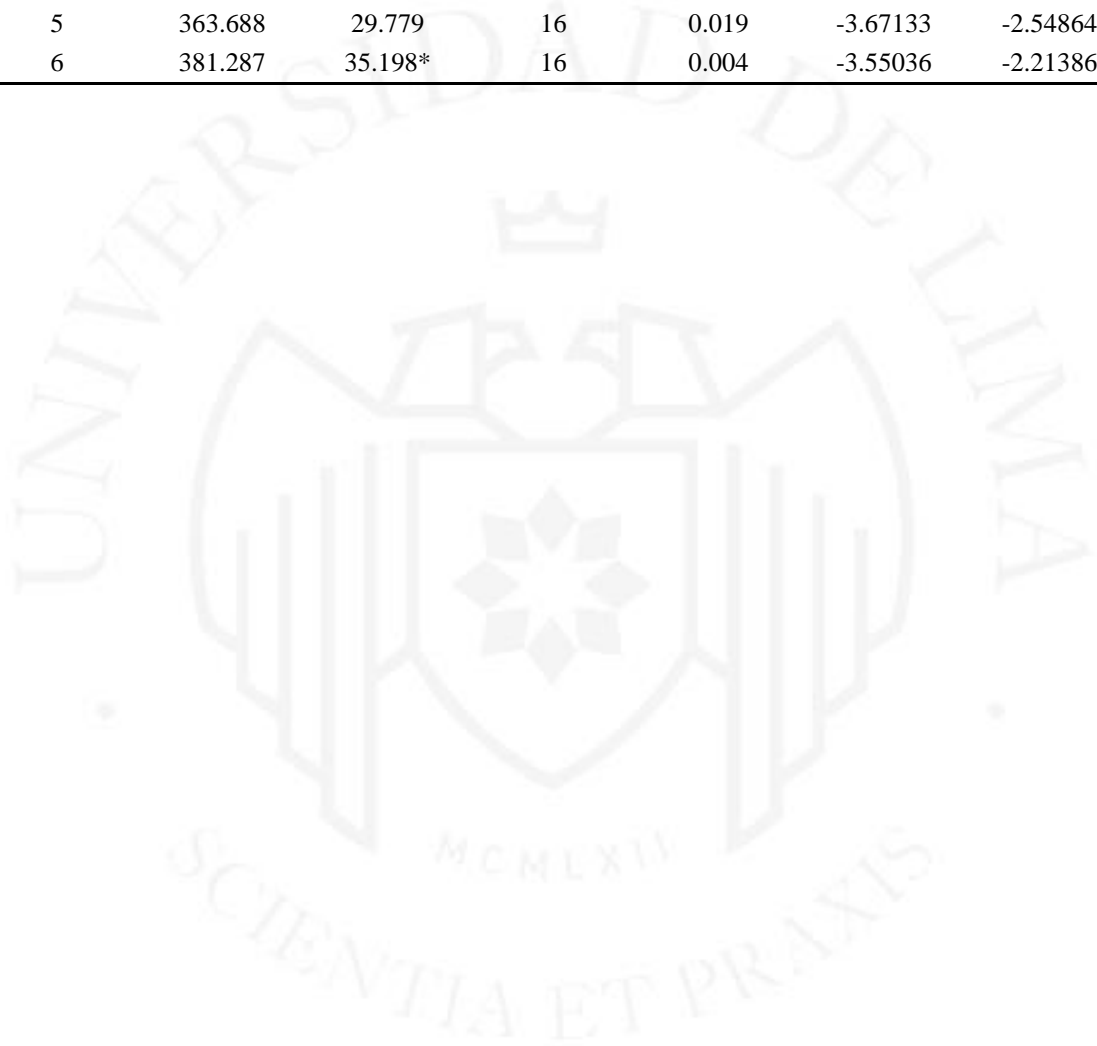 5 363.688 29.779 16 0.019 -3.67133 -2.54864
6 381.287 35.198* 16 0.004 -3.55036 -2.21386
UNIVERSIDAD DE LIMA
MCMLXII
SCIENTIA ET PRAXIS